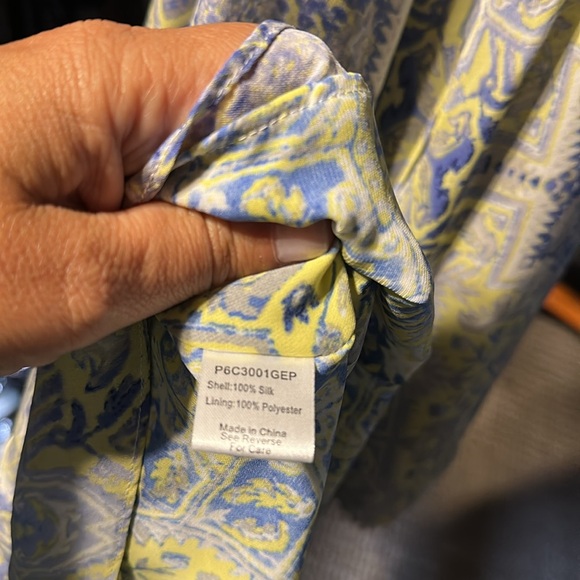 P6C3001GEP
Shell:100% Silk
Lining:100% Polyester
Made in China
See Reverse
For Care